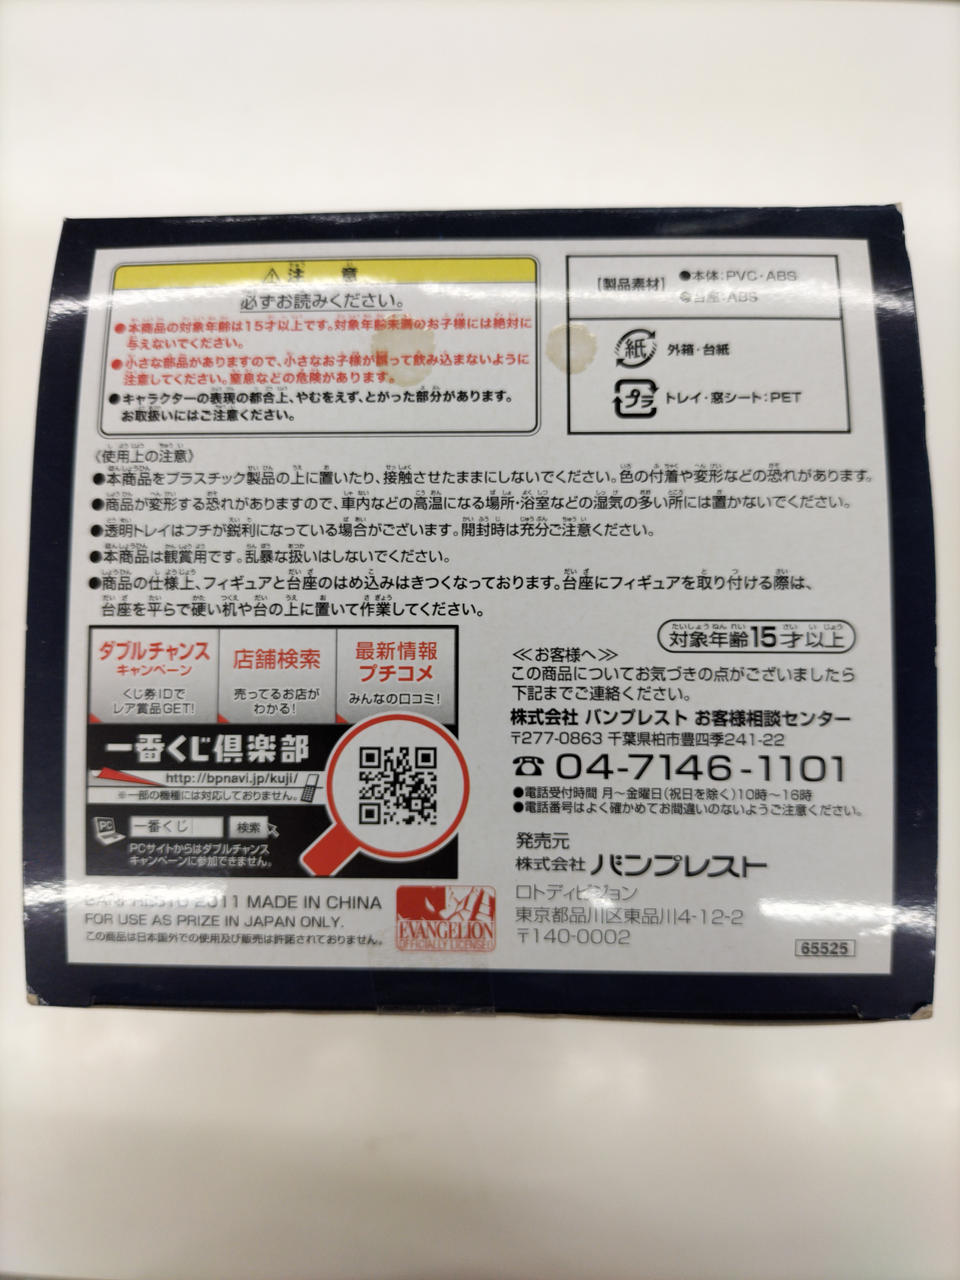 ⚠注意
必ずお読みください。
●本商品の対象年齢は15才以上です。対象年齢未満のお子様には絶対に
与えないでください。
●小さな部品がありますので、小さなお子様が誤って飲み込まないように
注意してください。窒息などの危険があります。
●キャラクターの表現の都合上、やむをえず、とがった部分があります。
お取扱いにはご注意ください。
【製品素材】
●本体:PVC・ABS
●台座:ABS
紙
外箱・台紙
プラ
トレイ・窓シート:PET
《使用上の注意》
●本商品をプラスチック製品の上に置いたり、接触させたままにしないでください。色の付着や変形などの恐れがあります。
●商品が変形する恐れがありますので、車内などの高温になる場所・浴室などの湿気の多い所には置かないでください。
●透明トレイはフチが鋭利になっている場合がございます。開封時は充分ご注意ください。
●本商品は観賞用です。乱暴な扱いはしないでください。
●商品の仕様上、フィギュアと台座のはめ込みはきつくなっております。台座にフィギュアを取り付ける際は、
台座を平らで硬い机や台の上に置いて作業してください。
ダブルチャンス
キャンペーン
くじ券IDで
レア賞品GET!
店舗検索
売ってるお店が
わかる!
最新情報
プチコメ
みんなの口コミ!
一番くじ倶楽部
http://bpnavi.jp/kuji/
※一部の機種には対応しておりません。
PC
一番くじ
検索
PCサイトからはダブルチャンス
キャンペーンに参加できません。
BANPRESTO 2011 MADE IN CHINA
FOR USE AS PRIZE IN JAPAN ONLY.
この商品は日本国外での使用及び販売は許諾されておりません。
EVANGELION
OFFICIALLY LICENSED
対象年齢15才以上
≪お客様へ≫
この商品についてお気づきの点がございましたら
下記までご連絡ください。
株式会社 バンプレスト お客様相談センター
〒277-0863 千葉県柏市豊四季241-22
☎ 04-7146-1101
●電話受付時間 月~金曜日(祝日を除く)10時~16時
●電話番号はよく確かめてお間違いのないようご注意ください。
発売元
株式会社 バンプレスト
ロトディビジョン
東京都品川区東品川4-12-2
〒140-0002
65525